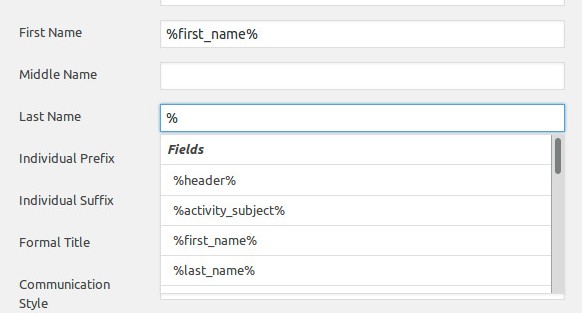 First Name %first_name%
Middle Name
Last Name %
Fields
Individual Prefix
%header%
Individual Suffix
%activity_subject%
Formal Title
%first_name%
%last_name%
Communication
Style